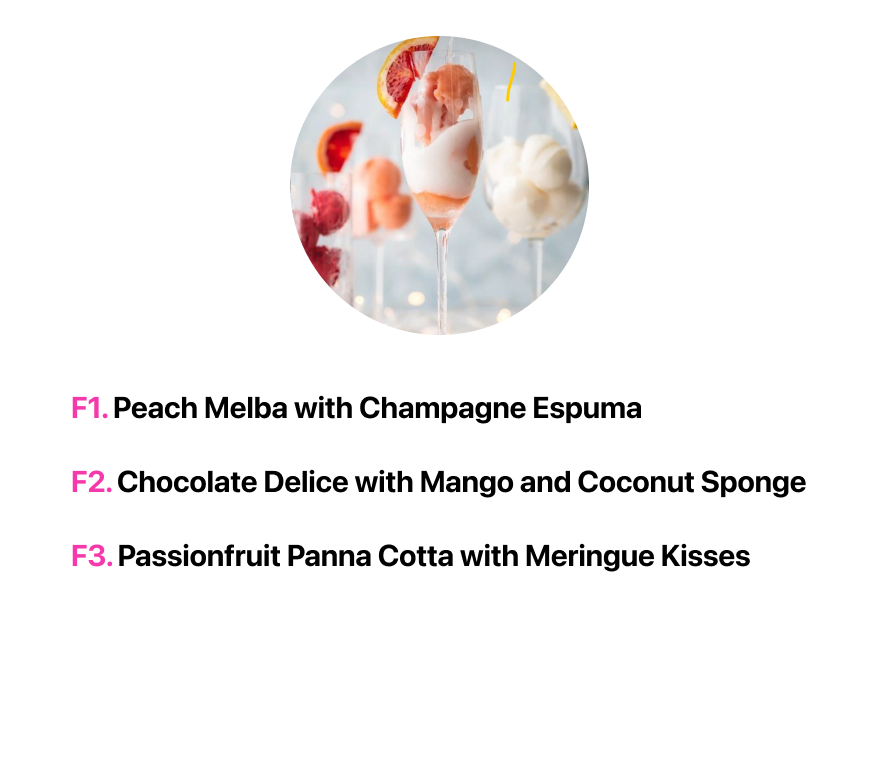 F1. Peach Melba with Champagne Espuma
F2. Chocolate Delice with Mango and Coconut Sponge
F3. Passionfruit Panna Cotta with Meringue Kisses